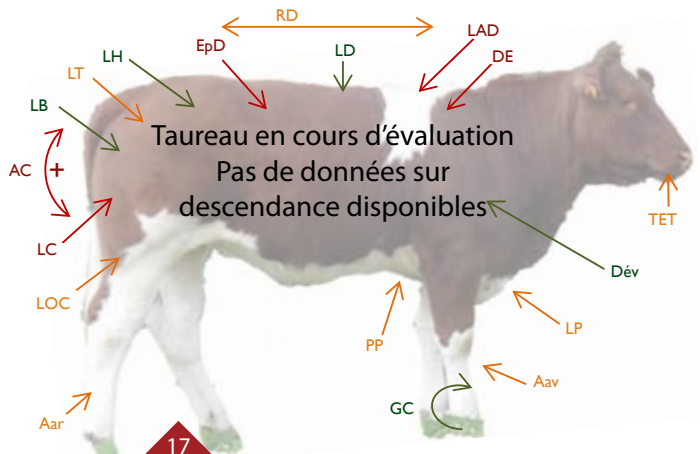 RD
LAD
EpD
LD
LH
DE
LT
LB
Taureau en cours d'évaluation
Pas de données sur
descendance disponibles
AC
+
TET
LC
Dév
LOC
LP
PP
Aav
GC
Aar
17